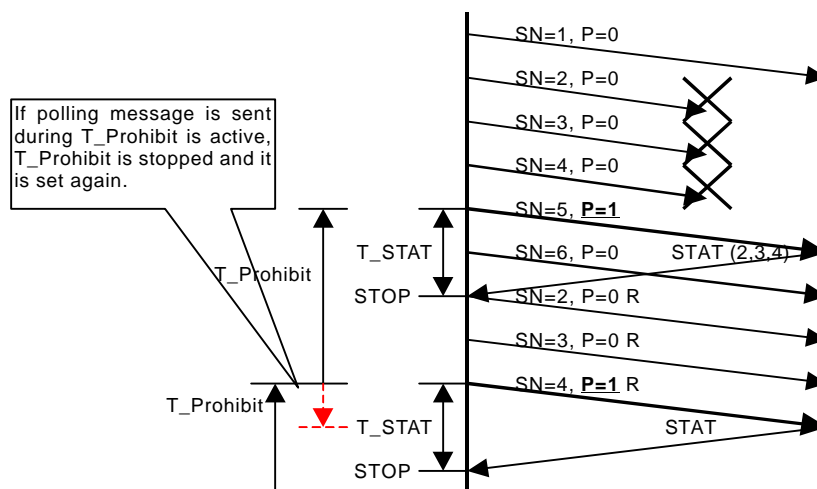 SN=1, P=0
SN=2, P=0
If polling message is sent
during T_Prohibit is active,
T_Prohibit is stopped and it
is set again.
SN=3, P=0
SN=4, P=0
SN=5, P=1
T_STAT
SN=6, P=0
STAT (2,3,4)
T_Prohibit
STOP
SN=2, P=0 R
SN=3, P=0 R
SN=4, P=1 R
T_Prohibit
T_STAT
STAT
STOP